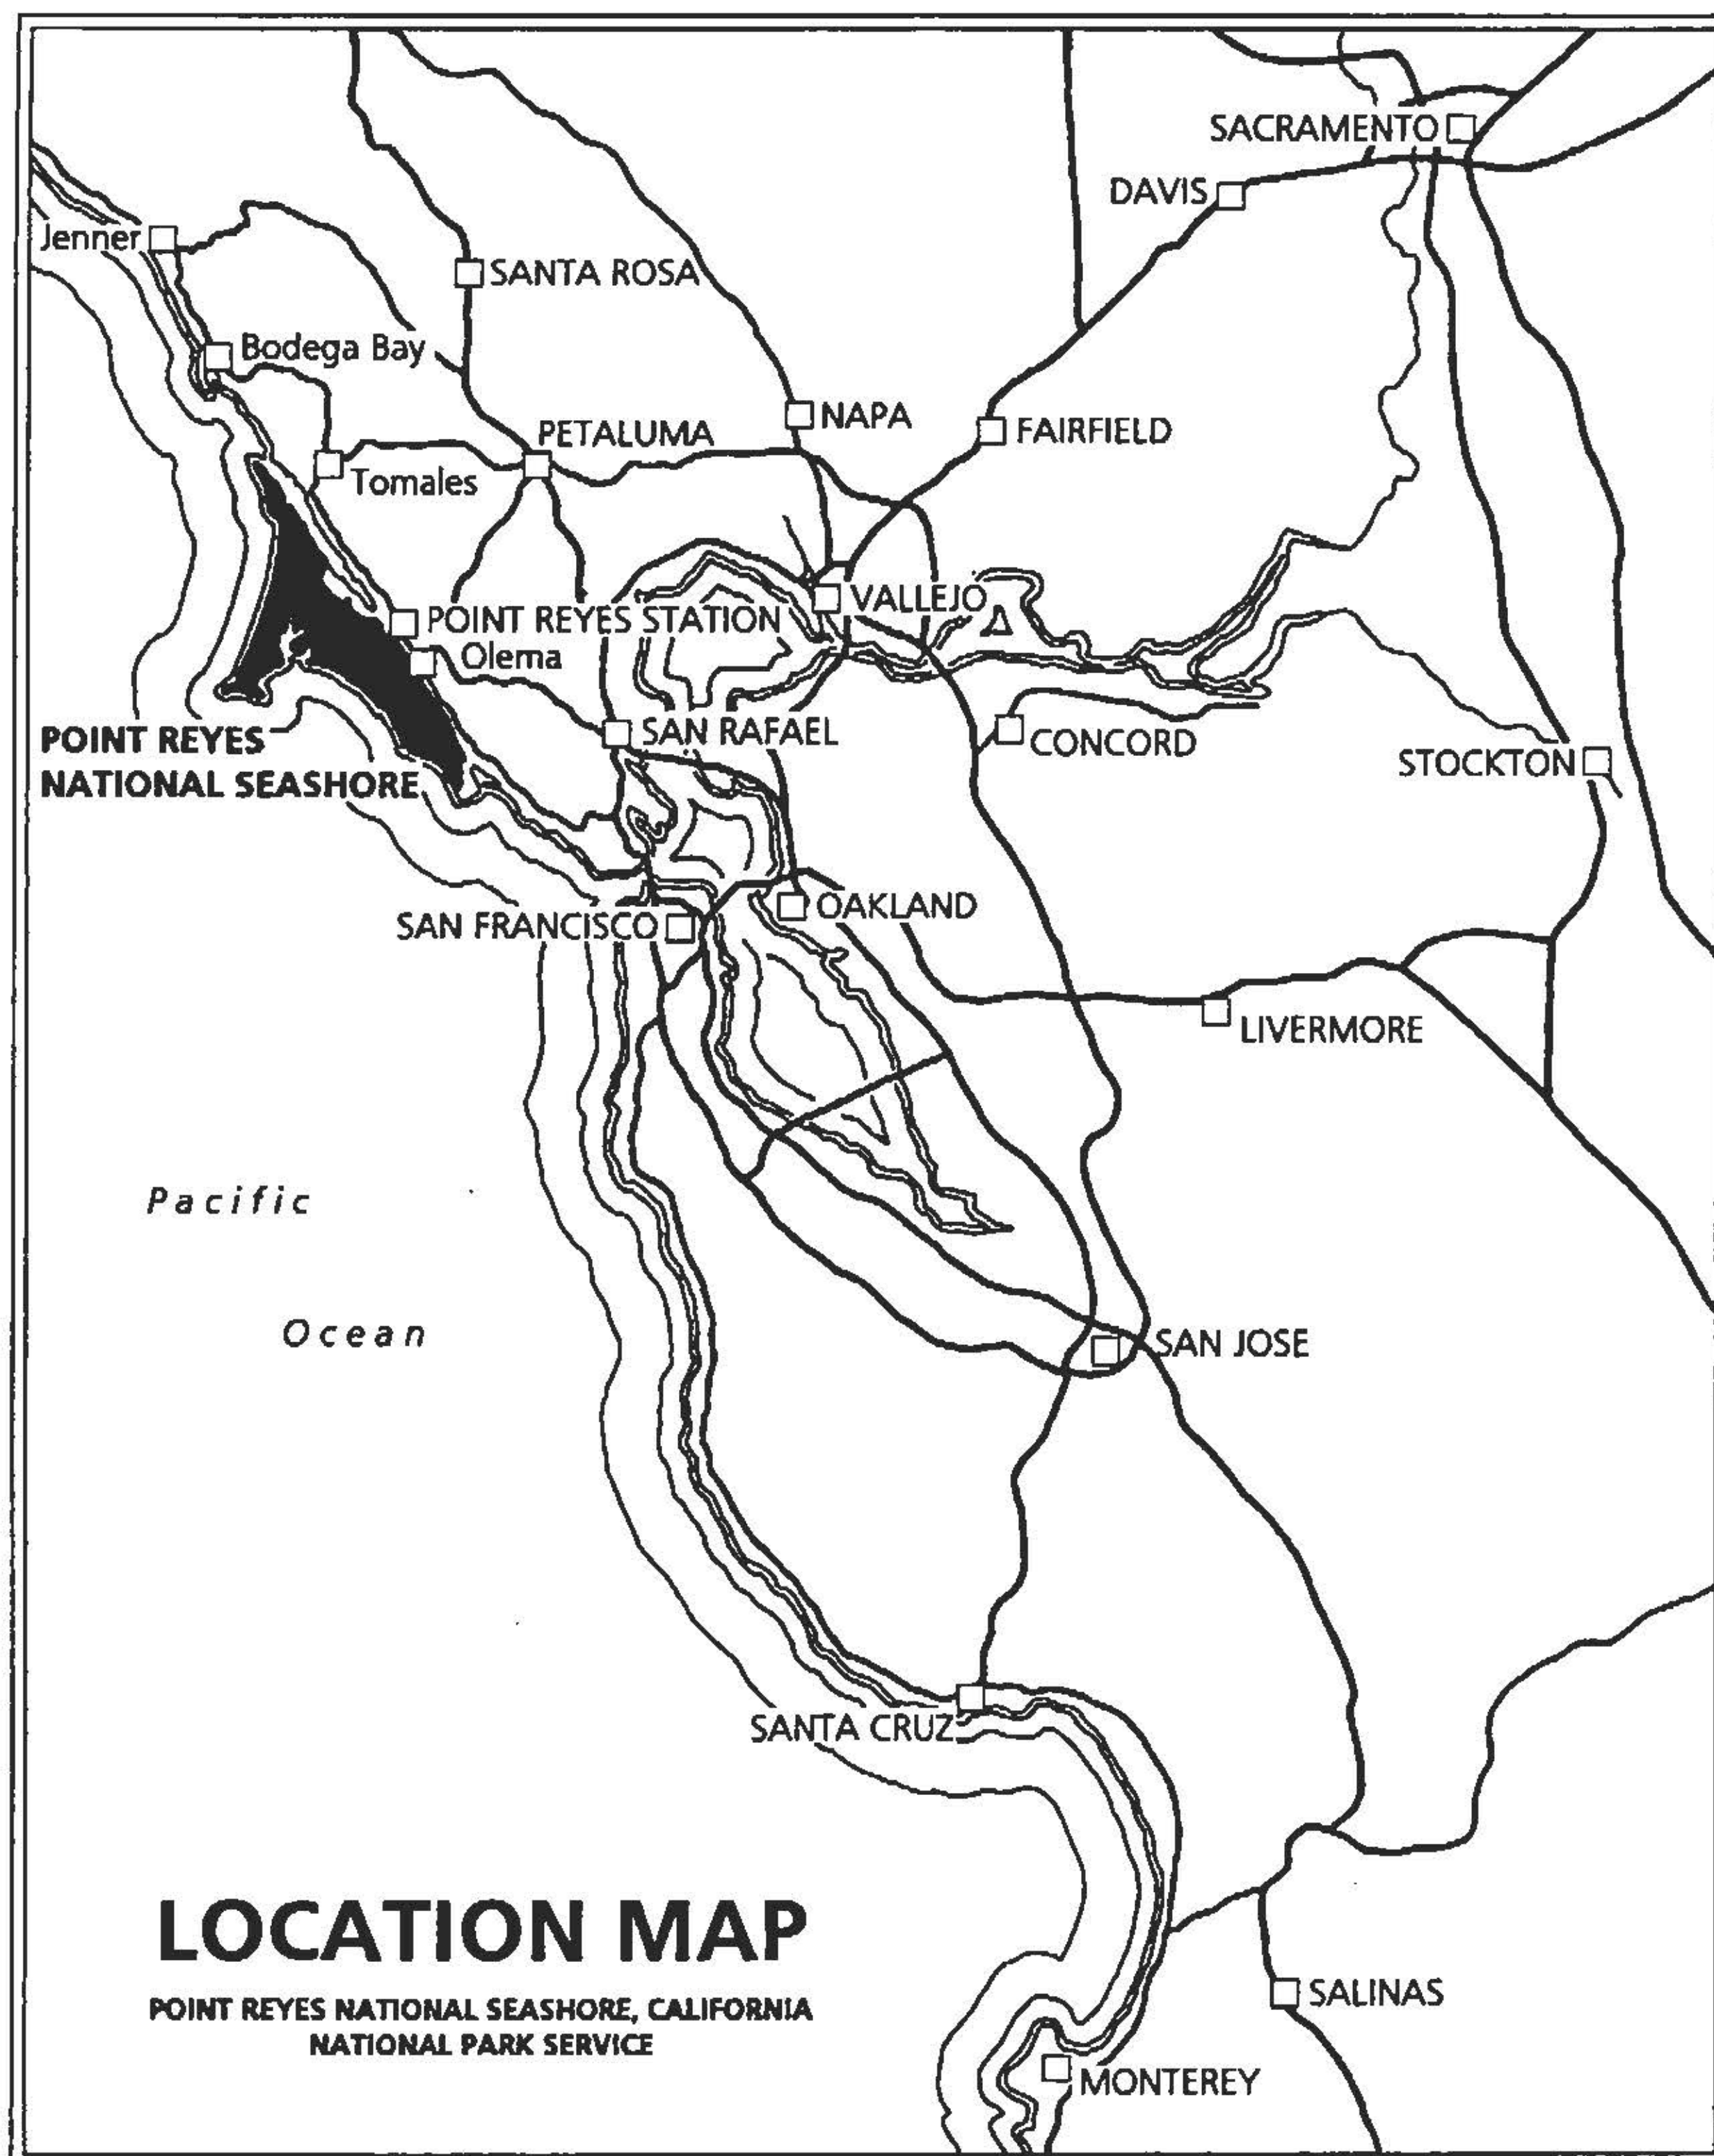 SACRAMENTO
DAVIS
Jenner
SANTA ROSA
Bodega Bay
NAPA
PETALUMA
FAIRFIELD
Tomales
VALLEJO
POINT REYES STATION
Olema
SAN RAFAEL
CONCORD
POINT REYES
NATIONAL SEASHORE
STOCKTON
OAKLAND
SAN FRANCISCO
LIVERMORE
Pacific
Ocean
SAN JOSE
SANTA CRUZ
LOCATION MAP
POINT REYES NATIONAL SEASHORE, CALIFORNIA
NATIONAL PARK SERVICE
SALINAS
MONTEREY